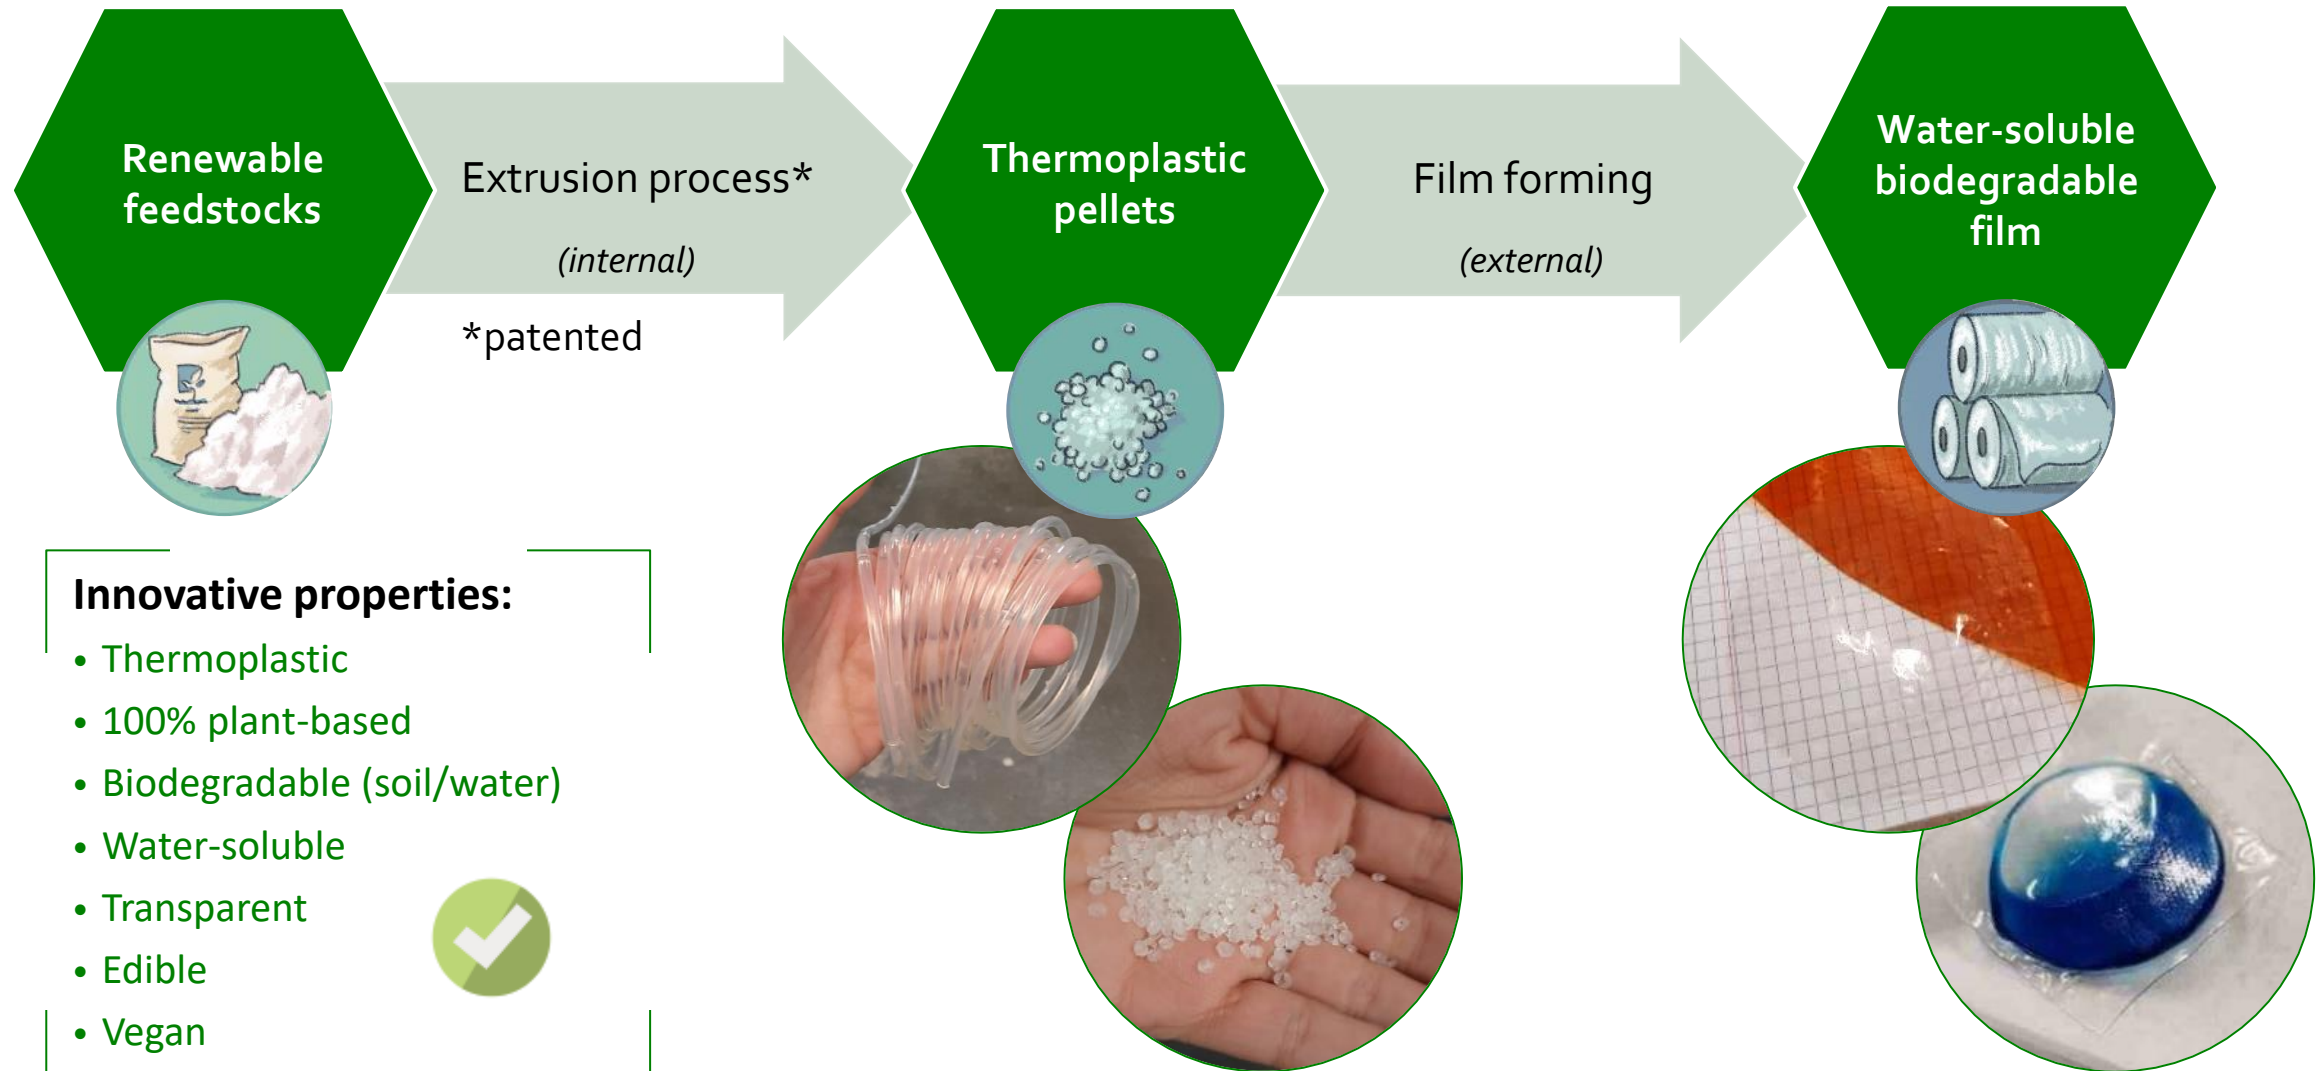 Renewable
feedstocks
Extrusion process*
(internal)
*patented
Thermoplastic
pellets
Film forming
(external)
Water-soluble
biodegradable
film
Innovative properties:
• Thermoplastic
• 100% plant-based
• Biodegradable (soil/water)
• Water-soluble
• Transparent
• Edible
• Vegan